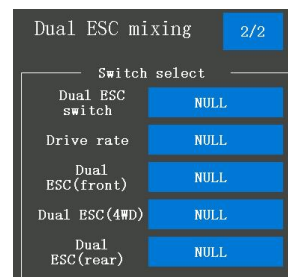 Dual ESC mixing 2/2
Switch select
Dual ESC
switch NULL
Drive rate NULL
Dual
ESC(front) NULL
Dual ESC(4WD) NULL
Dual
ESC(rear) NULL